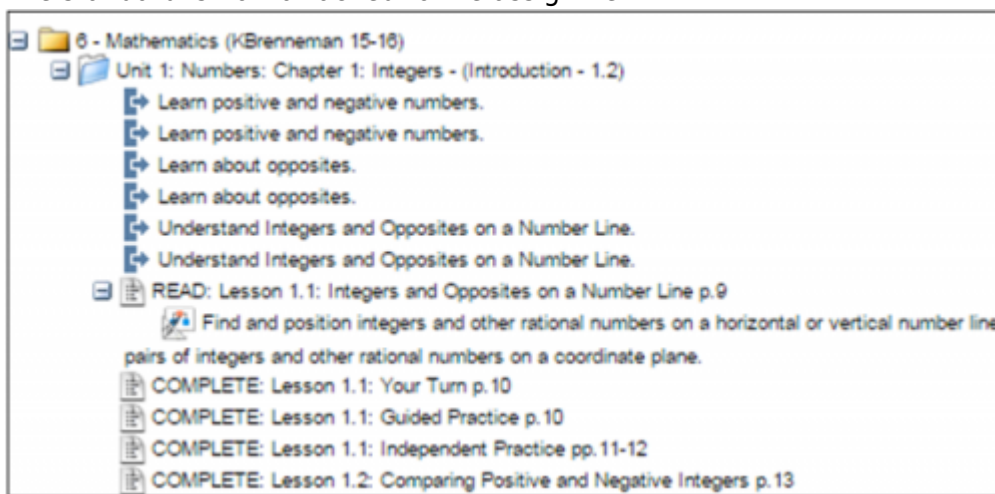 6 - Mathematics (KBrenneman 15-16)
Unit 1: Numbers: Chapter 1: Integers - (Introduction - 1.2)
Learn positive and negative numbers.
Learn positive and negative numbers.
Learn about opposites.
Learn about opposites.
Understand Integers and Opposites on a Number Line.
Understand Integers and Opposites on a Number Line.
READ: Lesson 1.1: Integers and Opposites on a Number Line p.9
Find and position integers and other rational numbers on a horizontal or vertical number line
pairs of integers and other rational numbers on a coordinate plane.
COMPLETE: Lesson 1.1: Your Turn p.10
COMPLETE: Lesson 1.1: Guided Practice p.10
COMPLETE: Lesson 1.1: Independent Practice pp.11-12
COMPLETE: Lesson 1.2: Comparing Positive and Negative Integers p.13